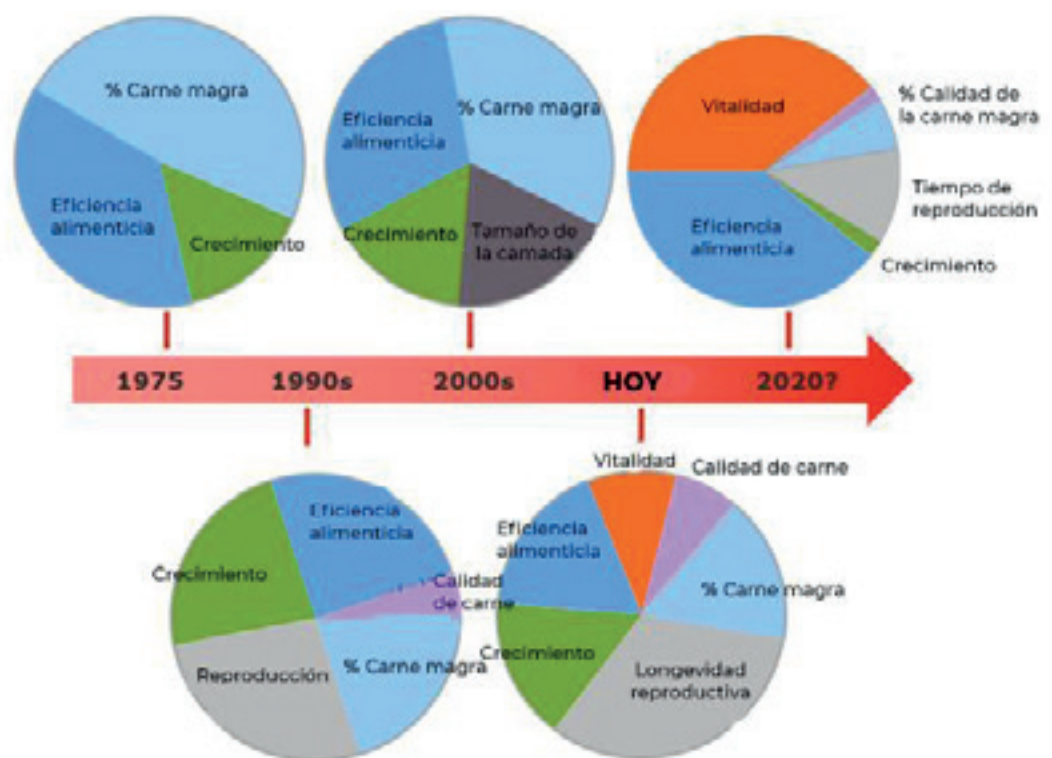 % Carne magra
Eficiencia
alimenticia
Crecimiento
Eficiencia
alimenticia
% Carne magra
Crecimiento
Tamaño de
la camada
Vitalidad
% Calidad de
la carne magra
Tiempo de
reproducción
Eficiencia
alimenticia
Crecimiento
1975
1990s
2000s
HOY
2020?
Eficiencia
alimenticia
Crecimiento
Calidad
de carne
Reproducción
% Carne magra
Vitalidad
Calidad de carne
Eficiencia
alimenticia
% Carne magra
Crecimiento
Longevidad
reproductiva